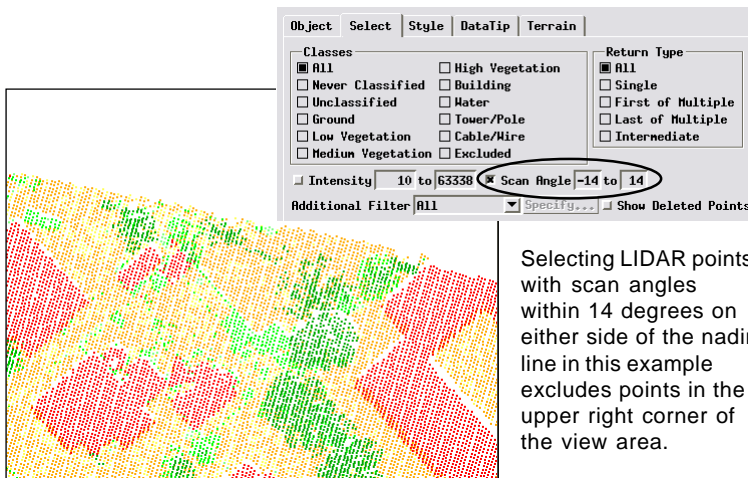 Object Select Style DataTip Terrain
Classes
All High Vegetation
Never Classified Building
Unclassified Water
Ground Tower/Pole
Low Vegetation Cable/Wire
Medium Vegetation Excluded
Return Type
All
Single
First of Multiple
Last of Multiple
Intermediate
Intensity 10 to 63338 Scan Angle -14 to 14
Additional Filter All Specify... Show Deleted Points
Selecting LIDAR points
with scan angles
within 14 degrees on
either side of the nadir
line in this example
excludes points in the
upper right corner of
the view area.